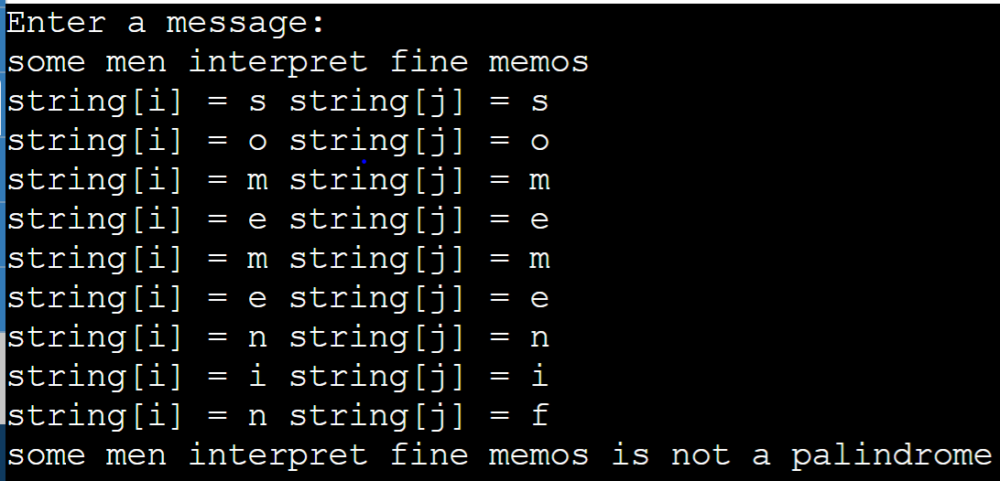 Enter a message:
some men interpret fine memos
string[i] = s string[j] = s
string[i] = o string[j] = o
string[i] = m string[j] = m
string[i] = e string[j] = e
string[i] = m string[j] = m
string[i] = e string[j] = e
string[i] = n string[j] = n
string[i] = i string[j] = i
string[i] = n string[j] = f
some men interpret fine memos is not a palindrome